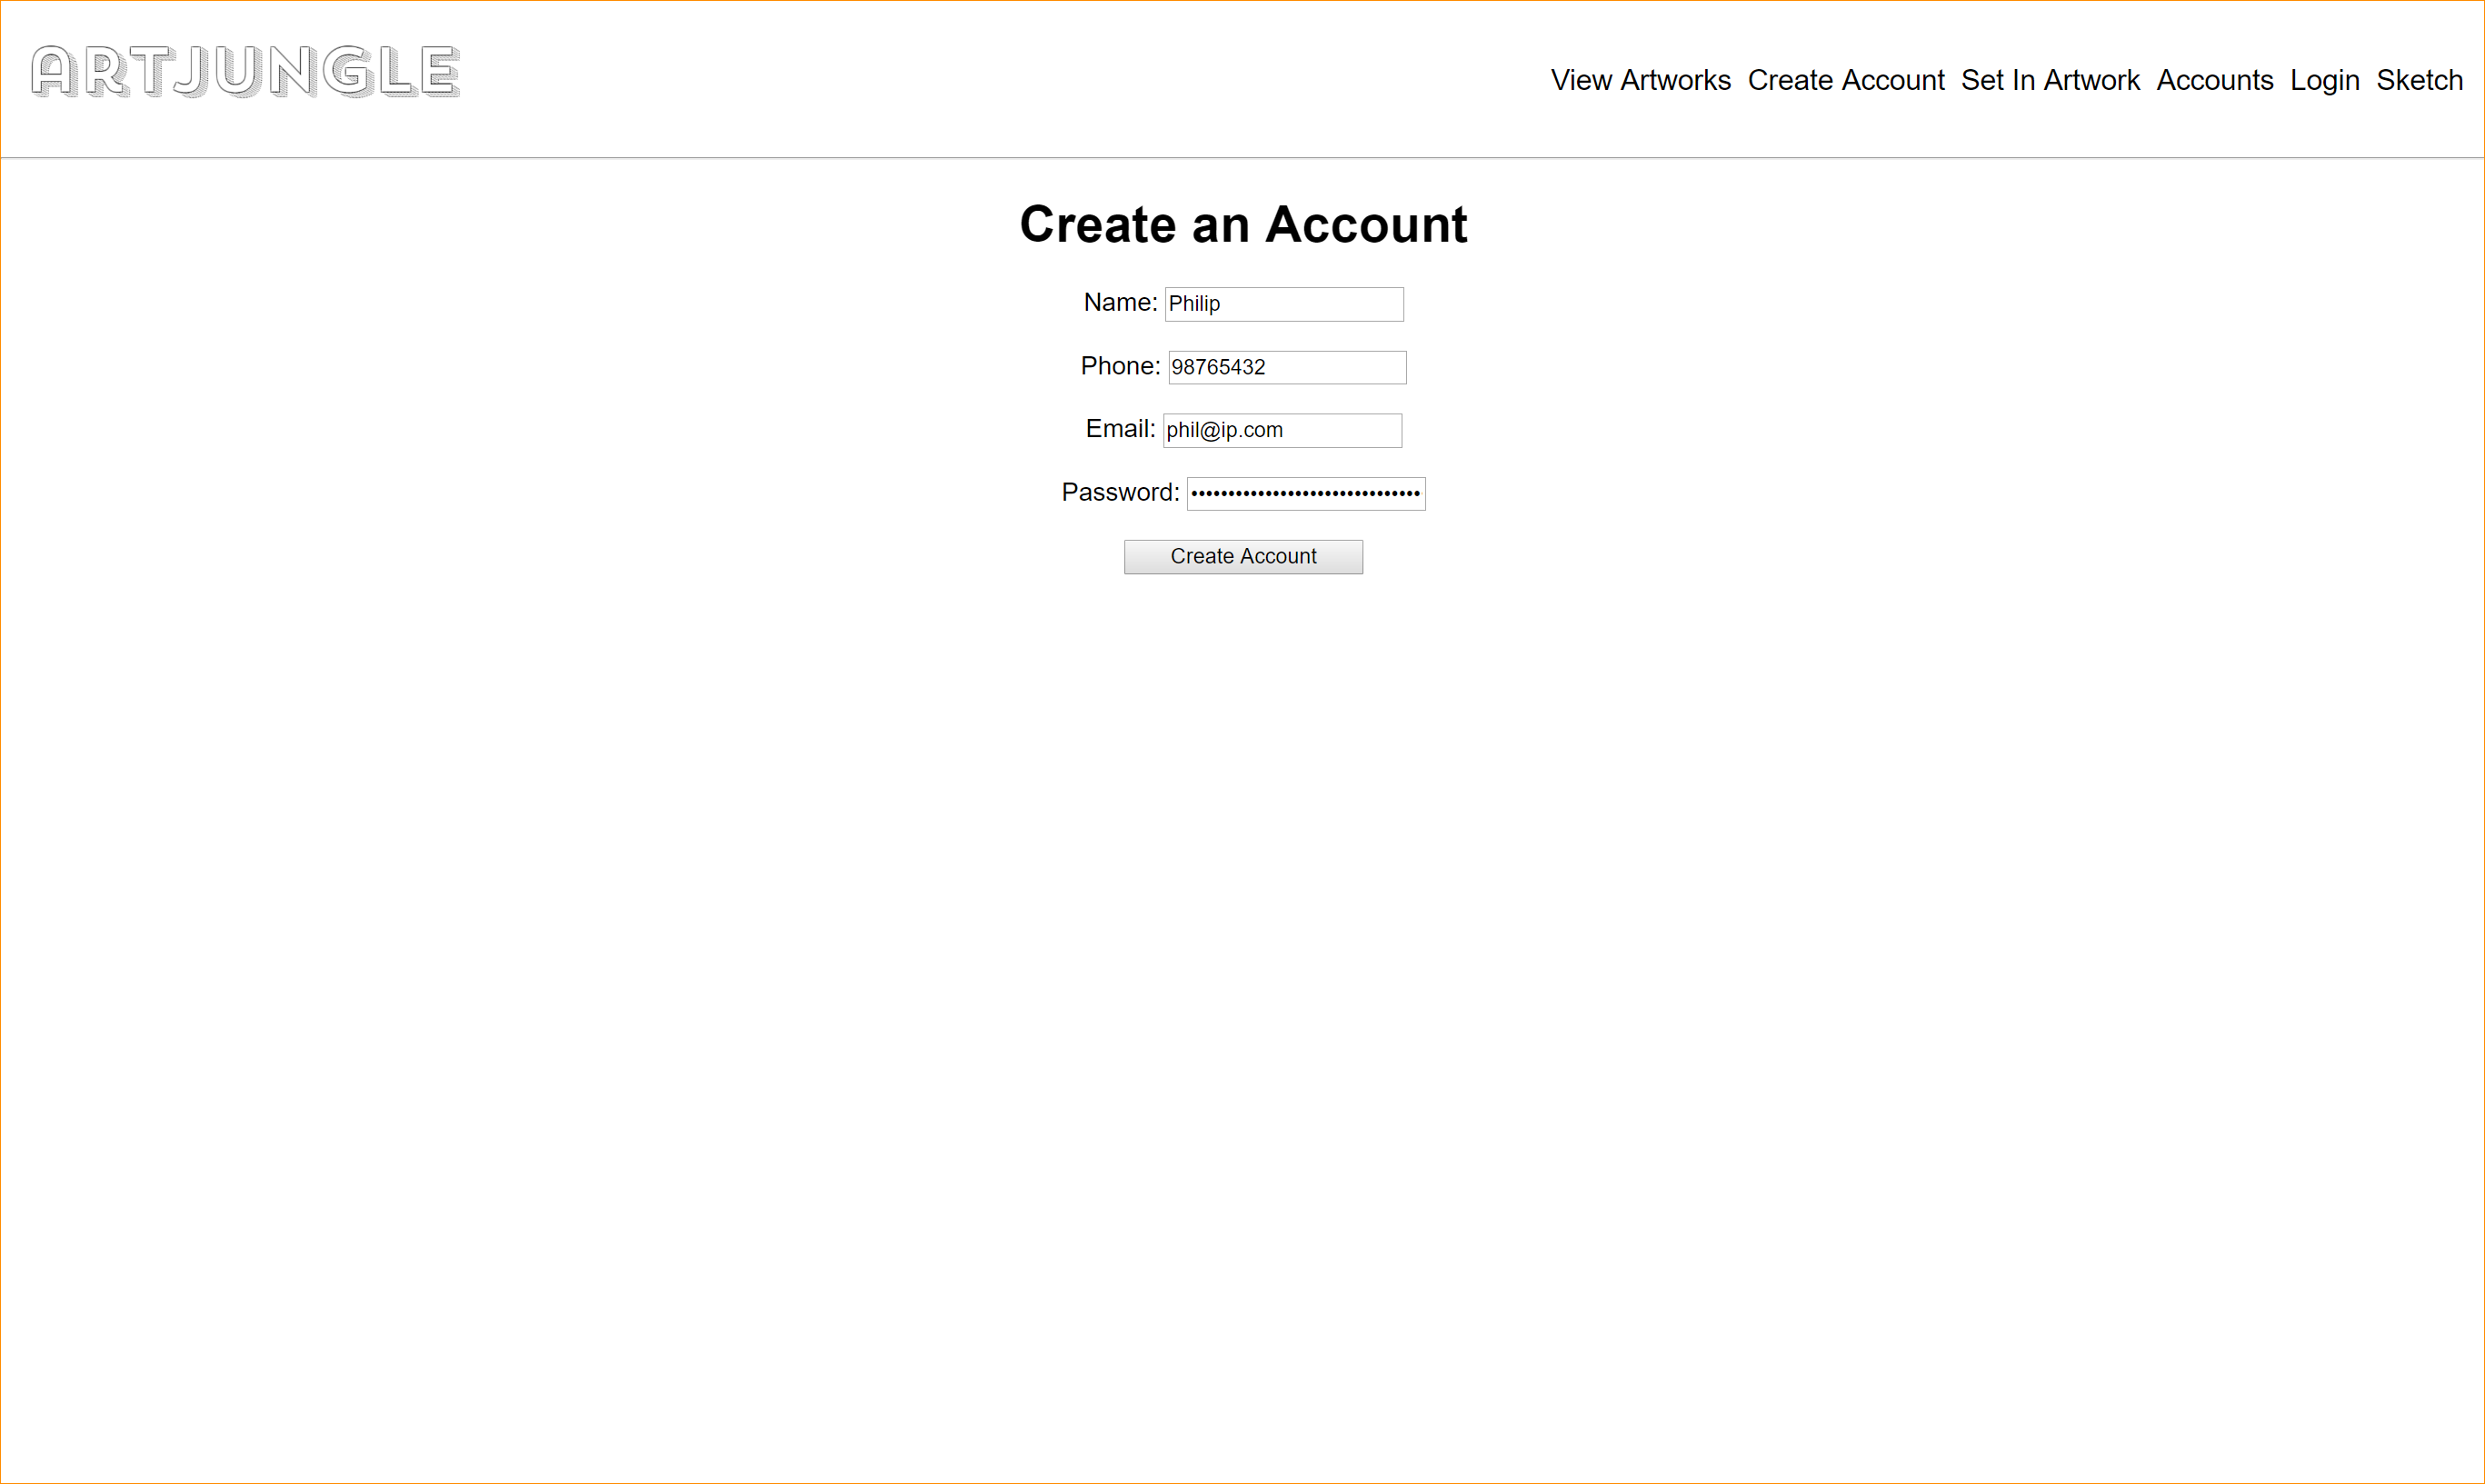 ARTJUNGLE
View Artworks Create Account Set In Artwork Accounts Login Sketch
Create an Account
Name: Philip
Phone: 98765432
Email: phil@ip.com
Password: •••••••••••••••••••••••••••••••
Create Account